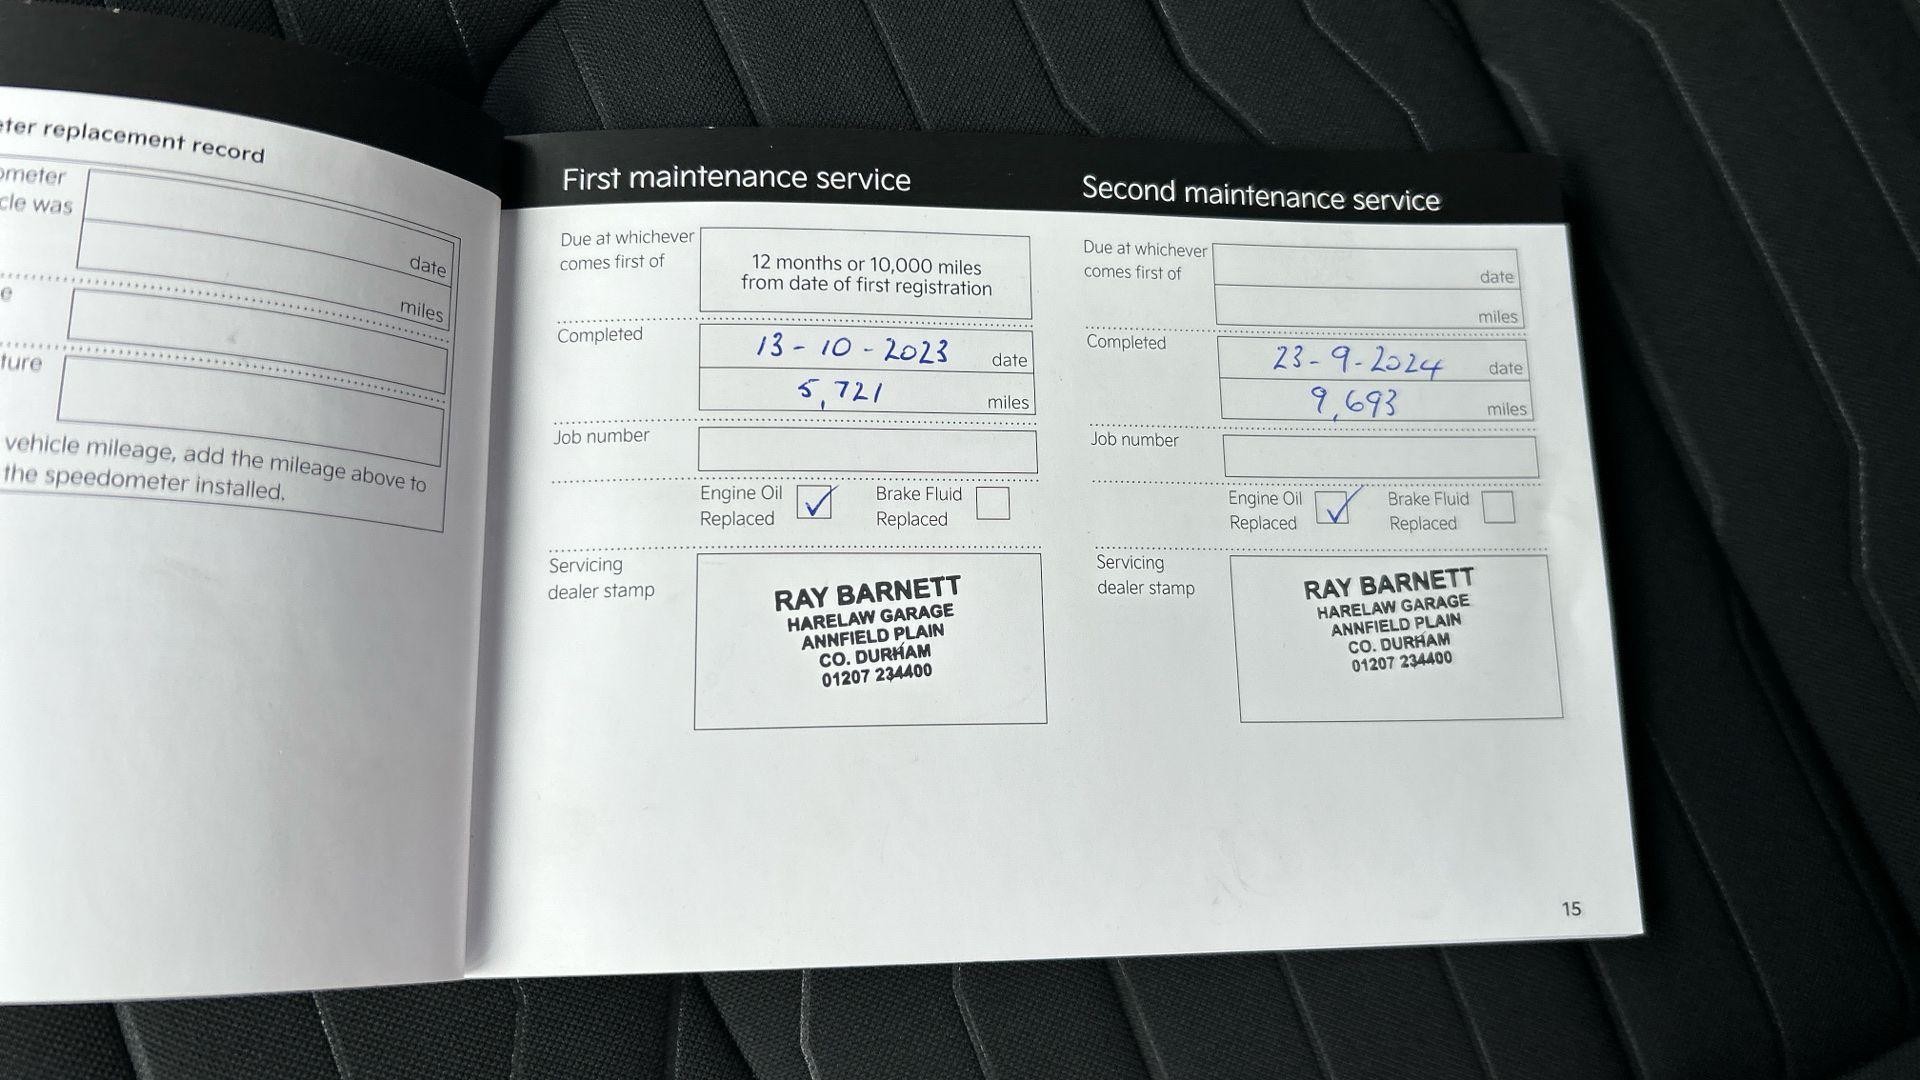 replacement record
date
miles
vehicle mileage, add the mileage above to
the speedometer installed.
First maintenance service
Due at whichever
comes first of
12 months or 10,000 miles
from date of first registration
Completed
13-10-2023 date
5,721 miles
Job number
Engine Oil
Replaced
Brake Fluid
Replaced
Servicing
dealer stamp
RAY BARNETT
HARELAW GARAGE
ANNFIELD PLAIN
CO. DURHAM
01207 234400
Second maintenance service
Due at whichever
comes first of
date
miles
Completed
23-9-2024 date
9,693 miles
Job number
Engine Oil
Replaced
Brake Fluid
Replaced
Servicing
dealer stamp
RAY BARNETT
HARELAW GARAGE
ANNFIELD PLAIN
CO. DURHAM
01207 234400
15